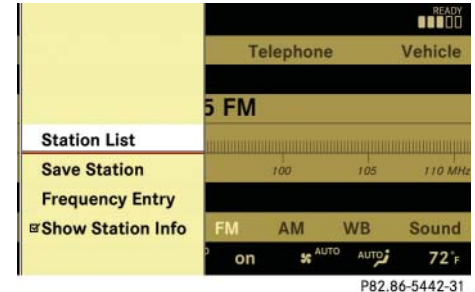 READY
Telephone Vehicle
5 FM
Station List
Save Station
100 105 110 MHz
Frequency Entry
Show Station Info
FM AM WB Sound
on AUTO AUTO 72°F
P82.86-5442-31